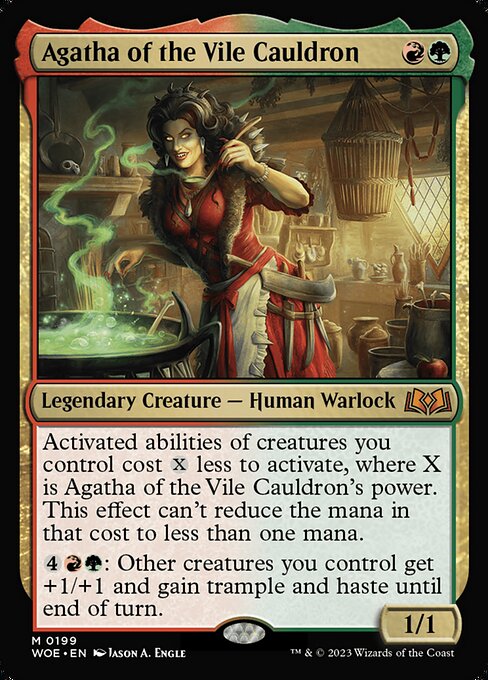 Agatha of the Vile Cauldron
Legendary Creature — Human Warlock
Activated abilities of creatures you
control cost X less to activate, where X
is Agatha of the Vile Cauldron's power.
This effect can't reduce the mana in
that cost to less than one mana.
4: Other creatures you control get
+1/+1 and gain trample and haste until
end of turn.
1/1
M 0199
WOE • EN Jason A. Engle
™ & © 2023 Wizards of the Coast